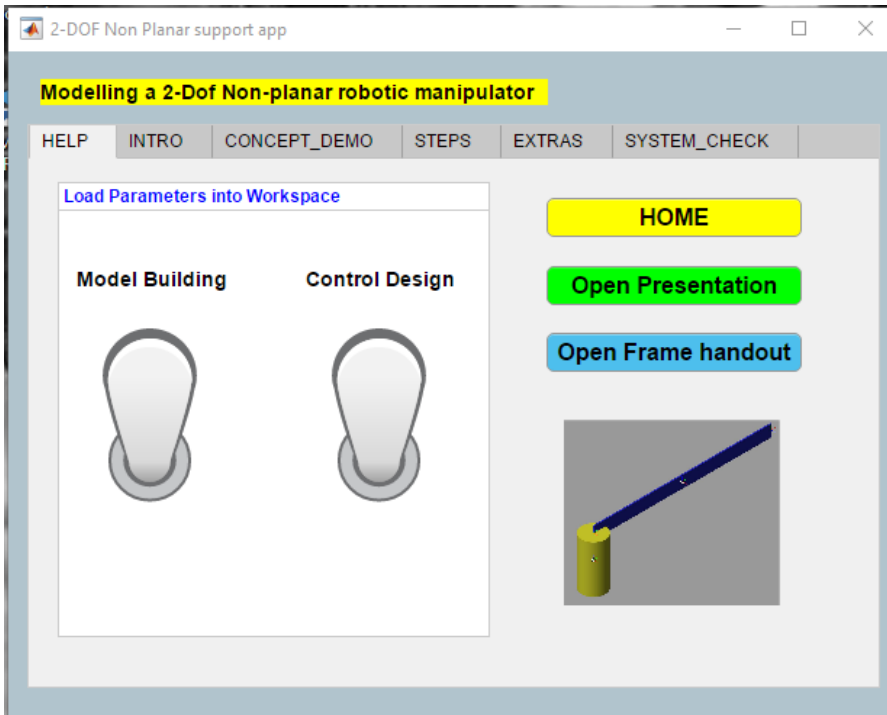 2-DOF Non Planar support app
Modelling a 2-Dof Non-planar robotic manipulator
HELP INTRO CONCEPT_DEMO STEPS EXTRAS SYSTEM_CHECK
Load Parameters into Workspace
Model Building Control Design
HOME
Open Presentation
Open Frame handout